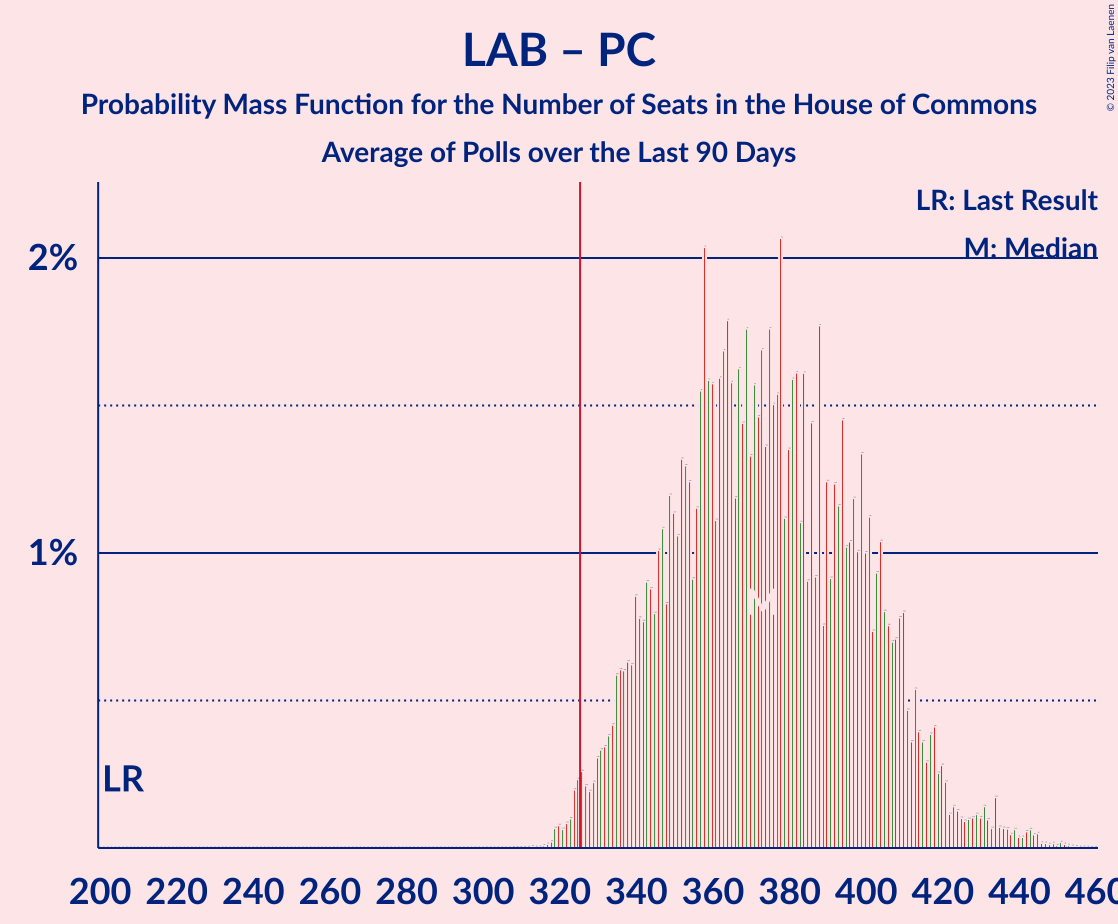 LAB – PC
Probability Mass Function for the Number of Seats in the House of Commons
Average of Polls over the Last 90 Days
© 2023 Filip van Laenen
LR: Last Result
M: Median
2%
1%
M
LR
200 220 240 260 280 300 320 340 360 380 400 420 440 460